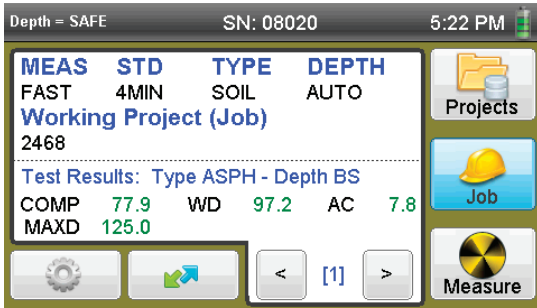 Depth = SAFE SN: 08020 5:22 PM
MEAS STD TYPE DEPTH
FAST 4MIN SOIL AUTO
Working Project (Job)
2468
Test Results: Type ASPH - Depth BS
COMP 77.9 WD 97.2 AC 7.8
MAXD 125.0
Projects
Job
Measure
< [1] >